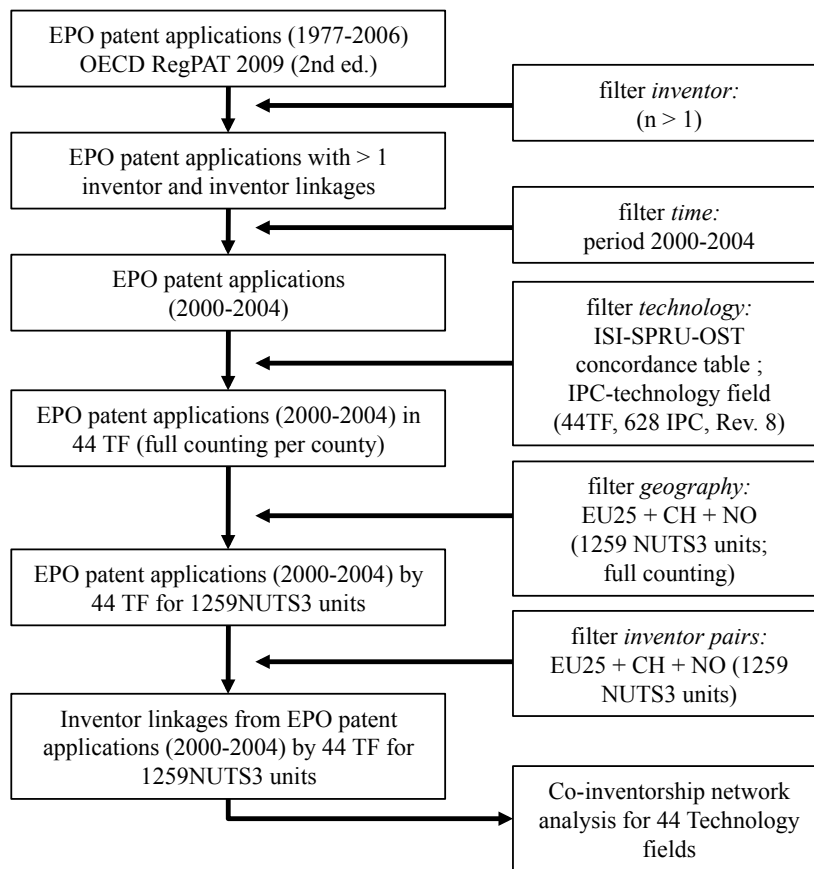 EPO patent applications (1977-2006)
OECD RegPAT 2009 (2nd ed.)
filter inventor:
(n > 1)
EPO patent applications with > 1
inventor and inventor linkages
filter time:
period 2000-2004
EPO patent applications
(2000-2004)
filter technology:
ISI-SPRU-OST
concordance table ;
IPC-technology field
(44TF, 628 IPC, Rev. 8)
EPO patent applications (2000-2004) in
44 TF (full counting per county)
filter geography:
EU25 + CH + NO
(1259 NUTS3 units;
full counting)
EPO patent applications (2000-2004) by
44 TF for 1259NUTS3 units
filter inventor pairs:
EU25 + CH + NO (1259
NUTS3 units)
Inventor linkages from EPO patent
applications (2000-2004) by 44 TF for
1259NUTS3 units
Co-inventorship network
analysis for 44 Technology
fields